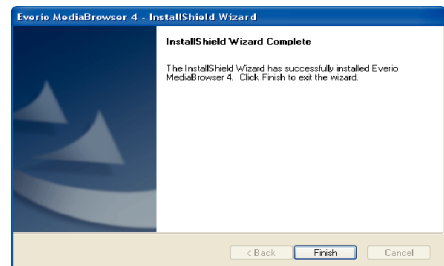 Everio MediaBrowser 4 - InstallShield Wizard
InstallShield Wizard Complete
The InstallShield Wizard has successfully installed Everio
MediaBrowser 4. Click Finish to exit the wizard.
< Back
Finish
Cancel